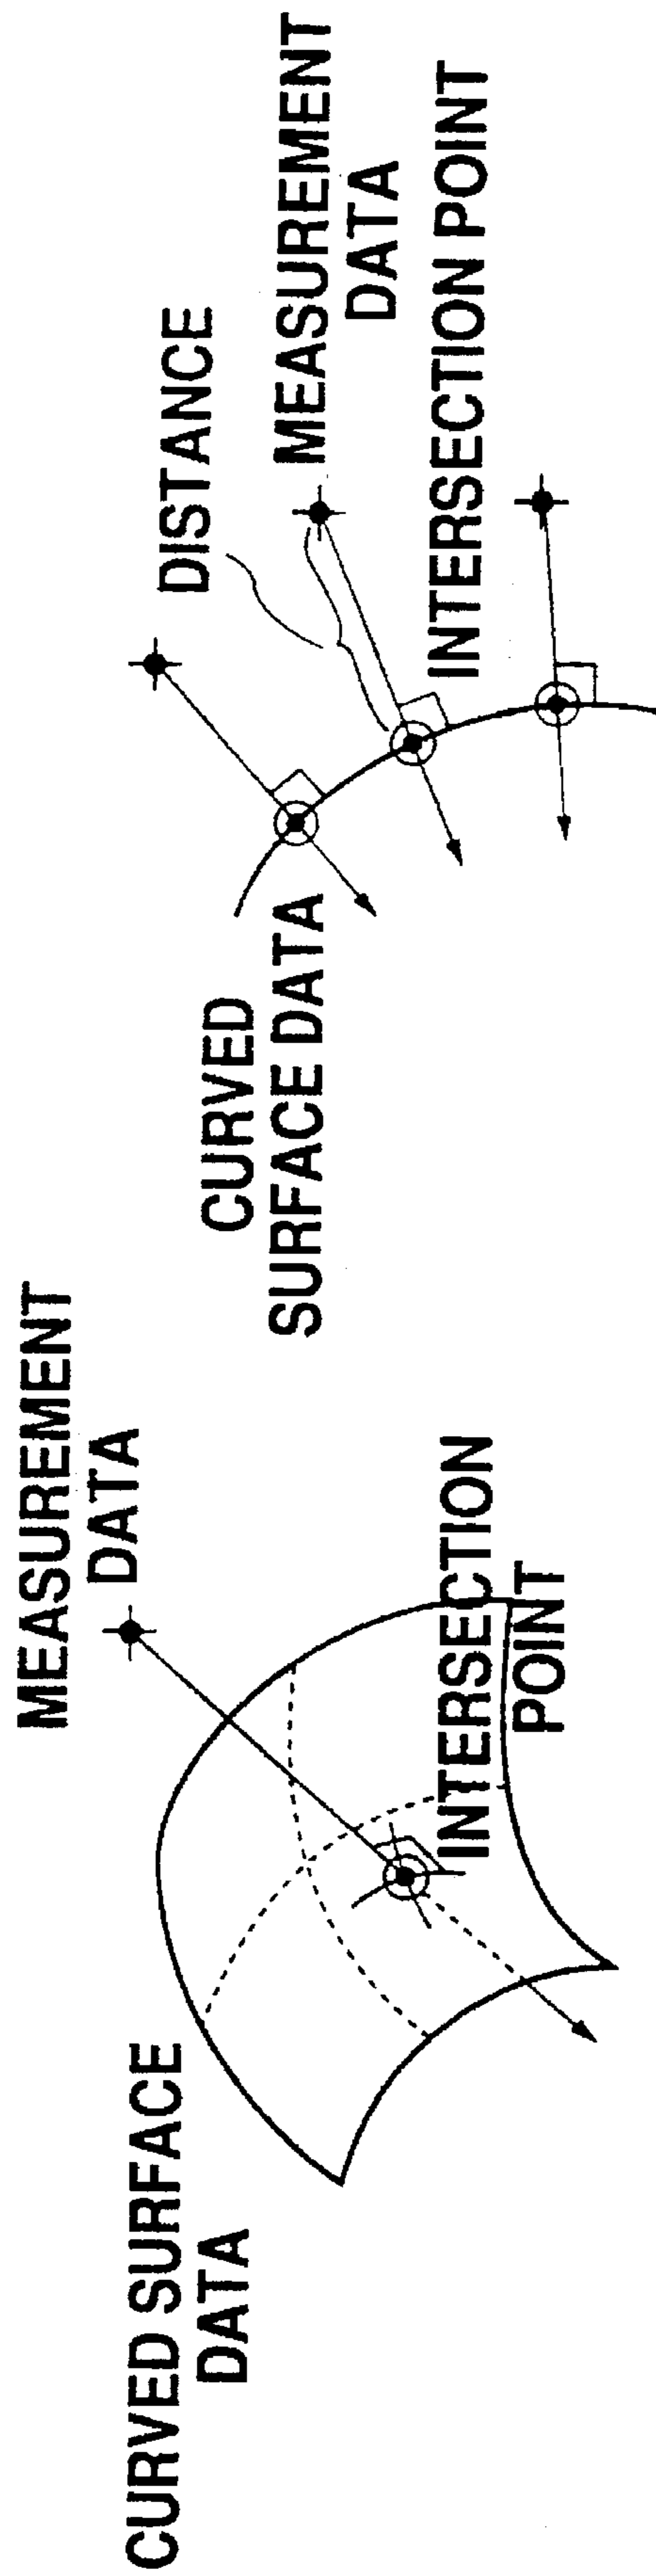 CURVED SURFACE
DATA
MEASUREMENT
DATA
INTERSECTION
POINT
CURVED
SURFACE DATA
DISTANCE
MEASUREMENT
DATA
INTERSECTION POINT